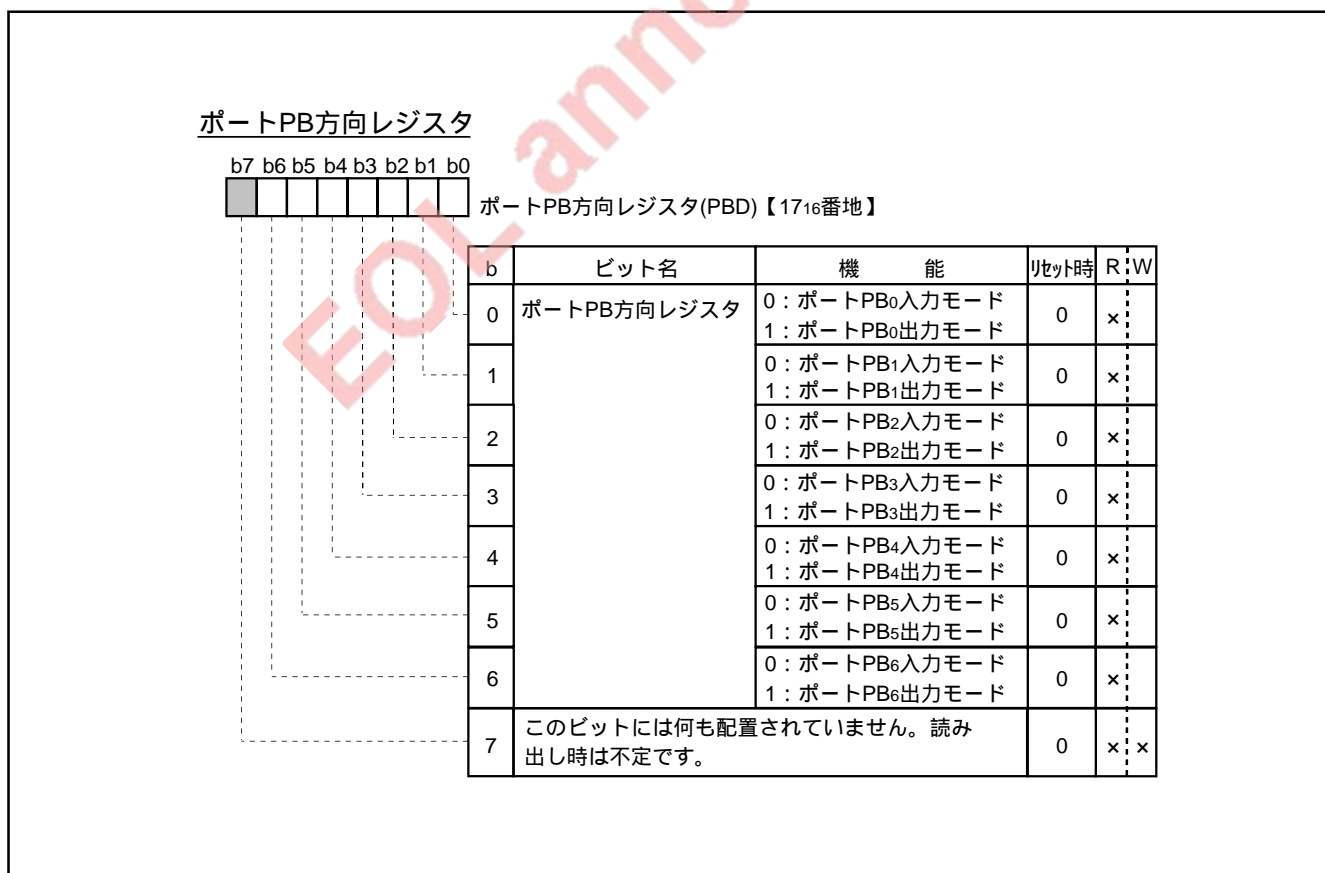 EOL anno
ポートPB方向レジスタ
b7 b6 b5 b4 b3 b2 b1 b0
ポートPB方向レジスタ(PBD)【1716番地】
b ビット名 機 能 リセット時 R W
0 ポートPB方向レジスタ 0：ポートPB0入力モード 0 ×
1：ポートPB0出力モード
1 0：ポートPB1入力モード 0 ×
1：ポートPB1出力モード
2 0：ポートPB2入力モード 0 ×
1：ポートPB2出力モード
3 0：ポートPB3入力モード 0 ×
1：ポートPB3出力モード
4 0：ポートPB4入力モード 0 ×
1：ポートPB4出力モード
5 0：ポートPB5入力モード 0 ×
1：ポートPB5出力モード
6 0：ポートPB6入力モード 0 ×
1：ポートPB6出力モード
7 このビットには何も配置されていません。読み 0 × ×
出し時は不定です。